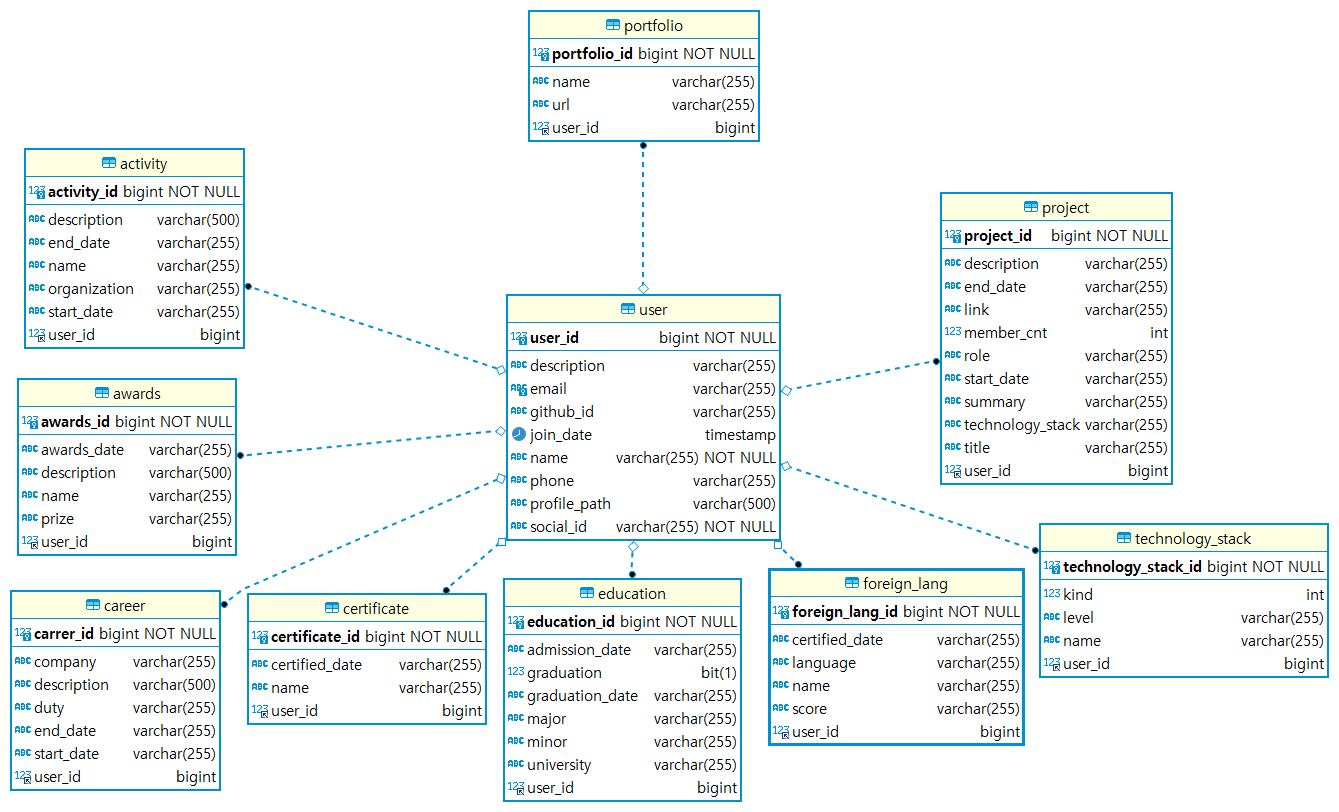 portfolio
portfolio_id bigint NOT NULL
name varchar(255)
url varchar(255)
user_id bigint
activity
activity_id bigint NOT NULL
description varchar(500)
end_date varchar(255)
name varchar(255)
organization varchar(255)
start_date varchar(255)
user_id bigint
project
project_id bigint NOT NULL
description varchar(255)
end_date varchar(255)
link varchar(255)
member_cnt int
role varchar(255)
start_date varchar(255)
summary varchar(255)
technology_stack varchar(255)
title varchar(255)
user_id bigint
user
user_id bigint NOT NULL
description varchar(255)
email varchar(255)
github_id varchar(255)
join_date timestamp
name varchar(255) NOT NULL
phone varchar(255)
profile_path varchar(500)
social_id varchar(255) NOT NULL
awards
awards_id bigint NOT NULL
awards_date varchar(255)
description varchar(500)
name varchar(255)
prize varchar(255)
user_id bigint
technology_stack
technology_stack_id bigint NOT NULL
kind int
level varchar(255)
name varchar(255)
user_id bigint
career
carrer_id bigint NOT NULL
company varchar(255)
description varchar(500)
duty varchar(255)
end_date varchar(255)
start_date varchar(255)
user_id bigint
certificate
certificate_id bigint NOT NULL
certified_date varchar(255)
name varchar(255)
user_id bigint
education
education_id bigint NOT NULL
admission_date varchar(255)
graduation bit(1)
graduation_date varchar(255)
major varchar(255)
minor varchar(255)
university varchar(255)
user_id bigint
foreign_lang
foreign_lang_id bigint NOT NULL
certified_date varchar(255)
language varchar(255)
name varchar(255)
score varchar(255)
user_id bigint